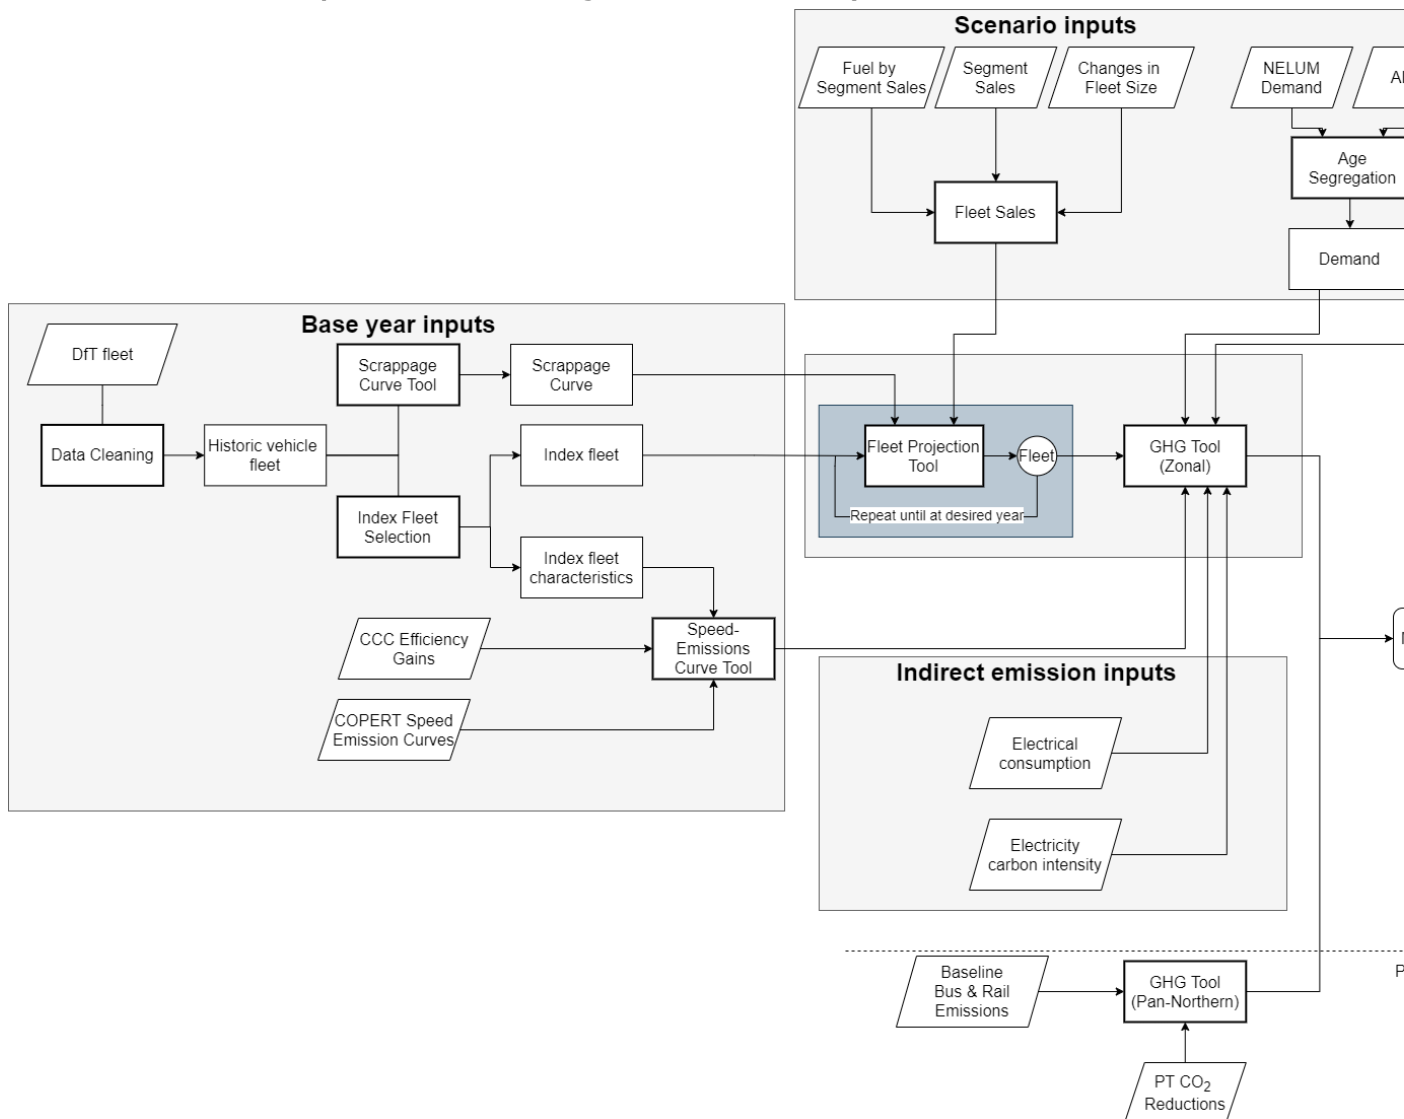 Scenario inputs
Fuel by
Segment Sales
Segment
Sales
Changes in
Fleet Size
NELUM
Demand
Age
Segregation
Fleet Sales
Demand
Base year inputs
DfT fleet
Scrappage
Curve Tool
Scrappage
Curve
Data Cleaning
Historic vehicle
fleet
Index fleet
Fleet Projection
Tool
Fleet
GHG Tool
(Zonal)
Repeat until at desired year
Index Fleet
Selection
Index fleet
characteristics
CCC Efficiency
Gains
Speed-
Emissions
Curve Tool
COPERT Speed
Emission Curves
Indirect emission inputs
Electrical
consumption
Electricity
carbon intensity
Baseline
Bus & Rail
Emissions
GHG Tool
(Pan-Northern)
P
PT CO₂
Reductions